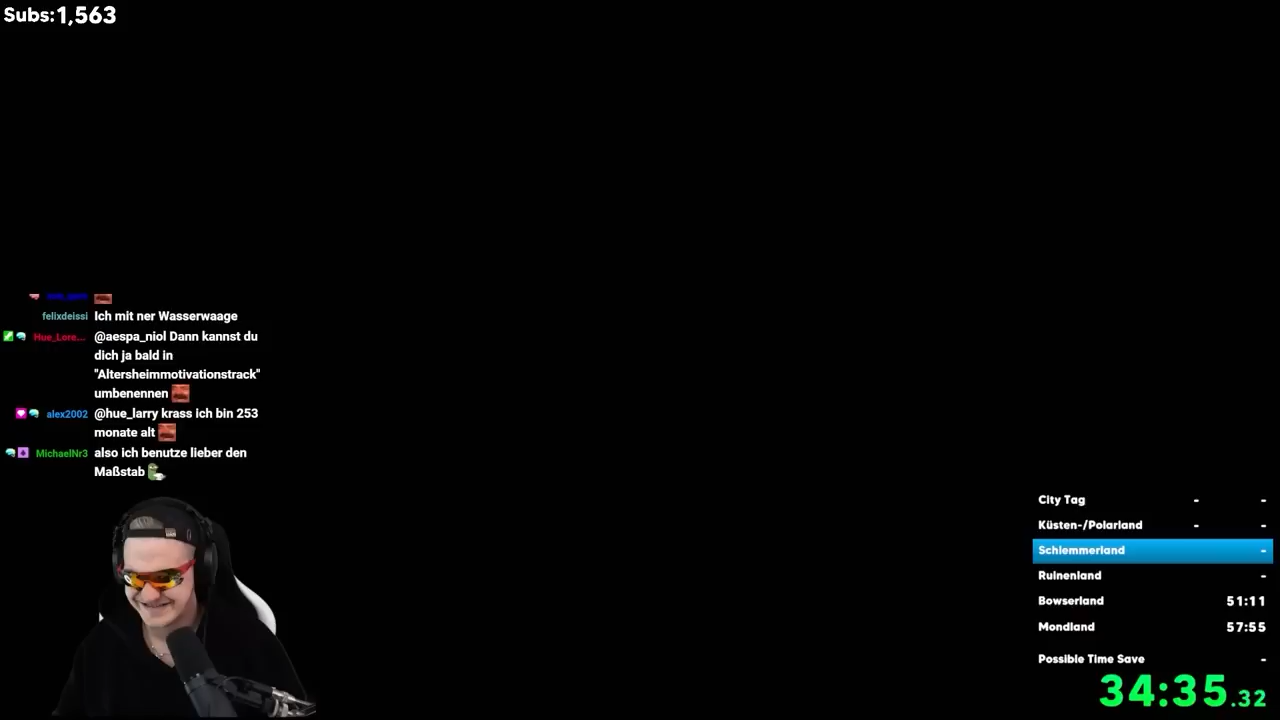 Subs:1,563
felixdeissi Ich mit ner Wasserwaage
Hue_Lore... @aespa_niol Dann kannst du
dich ja bald in
"Altersheimmotivationstrack"
umbenennen
alex2002 @hue_larry krass ich bin 253
monate alt
MichaelNr3 also ich benutze lieber den
Maßstab
City Tag - -
Küsten-/Polarland - -
Schlemmerland -
Ruinenland -
Bowserland 51:11
Mondland 57:55
Possible Time Save -
34:35.32